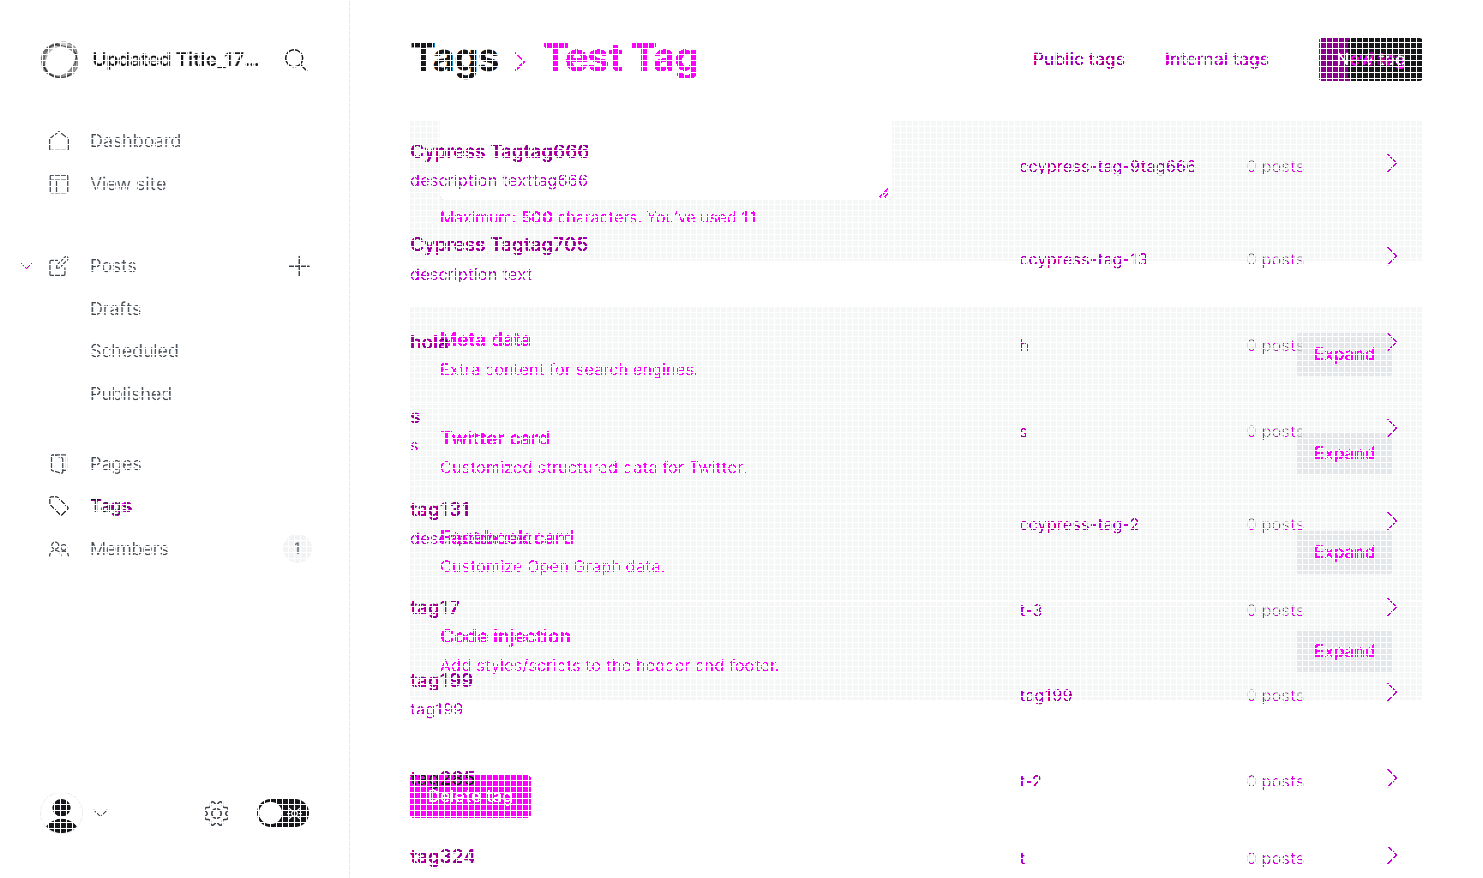 Updated Title_17...
Dashboard
View site
Posts
Drafts
Scheduled
Published
Pages
Tags
Members 1
Tags > Test Tag
Public tags
Internal tags
New tag
Cypress Tagtag666
description texttag666
ccypress-tag-9tag666
0 posts
Maximum: 500 characters. You've used 11
Cypress Tagtag705
description text
ccypress-tag-13
0 posts
hola
Meta data
Extra content for search engines.
h
0 posts
Expand
s
s
s
0 posts
Twitter card
Customized structured data for Twitter.
Expand
tag131
ccypress-tag-2
0 posts
Facebook card
Customize Open Graph data.
Expand
tag17
t-3
0 posts
Code injection
Add styles/scripts to the header and footer.
Expand
tag199
tag199
tag199
0 posts
t-2
0 posts
Delete tag
tag324
t
0 posts